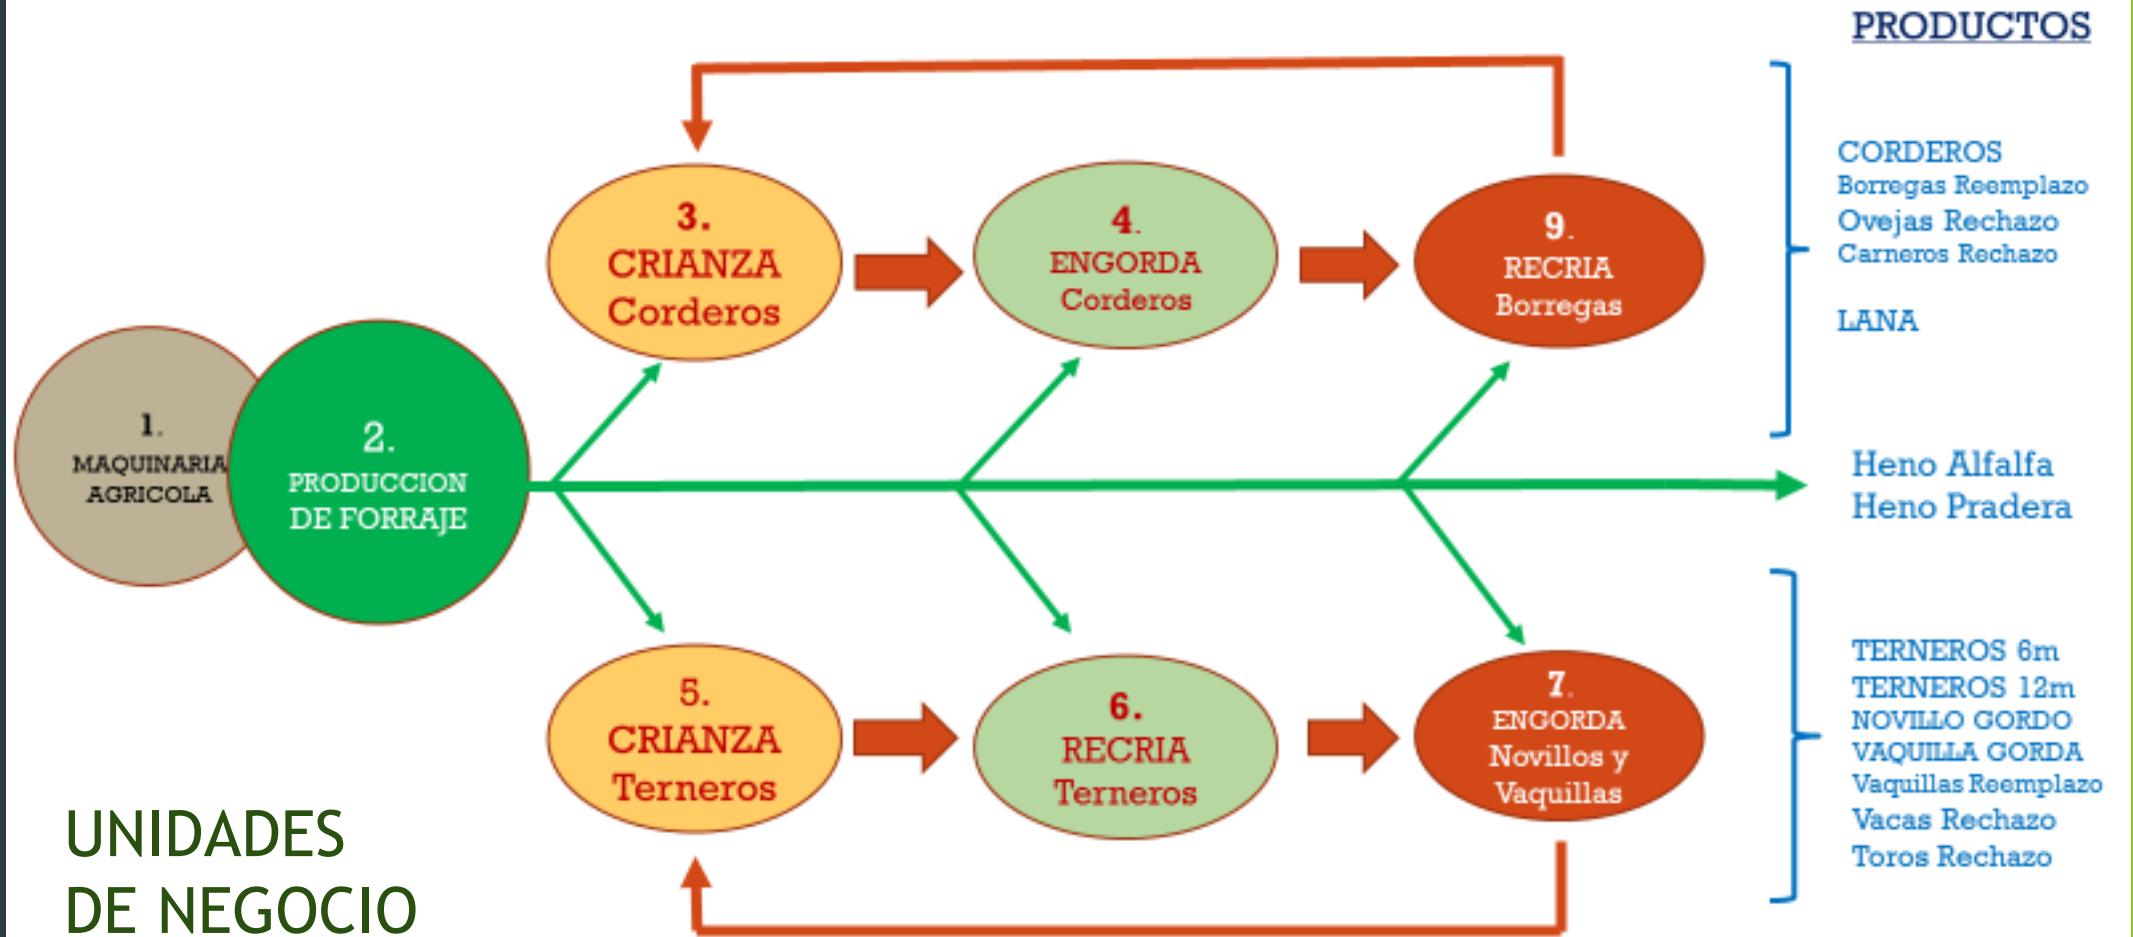 PRODUCTOS
3.
CRIANZA
Corderos
4.
ENGORDA
Corderos
9.
RECRIA
Borregas
CORDEROS
Borregas Reemplazo
Ovejas Rechazo
Carneros Rechazo
LANA
1.
MAQUINARIA
AGRICOLA
2.
PRODUCCION
DE FORRAJE
Heno Alfalfa
Heno Pradera
5.
CRIANZA
Terneros
6.
RECRIA
Terneros
7.
ENGORDA
Novillos y
Vaquillas
TERNEROS 6m
TERNEROS 12m
NOVILLO GORDO
VAQUILLA GORDA
Vaquillas Reemplazo
Vacas Rechazo
Toros Rechazo
UNIDADES
DE NEGOCIO